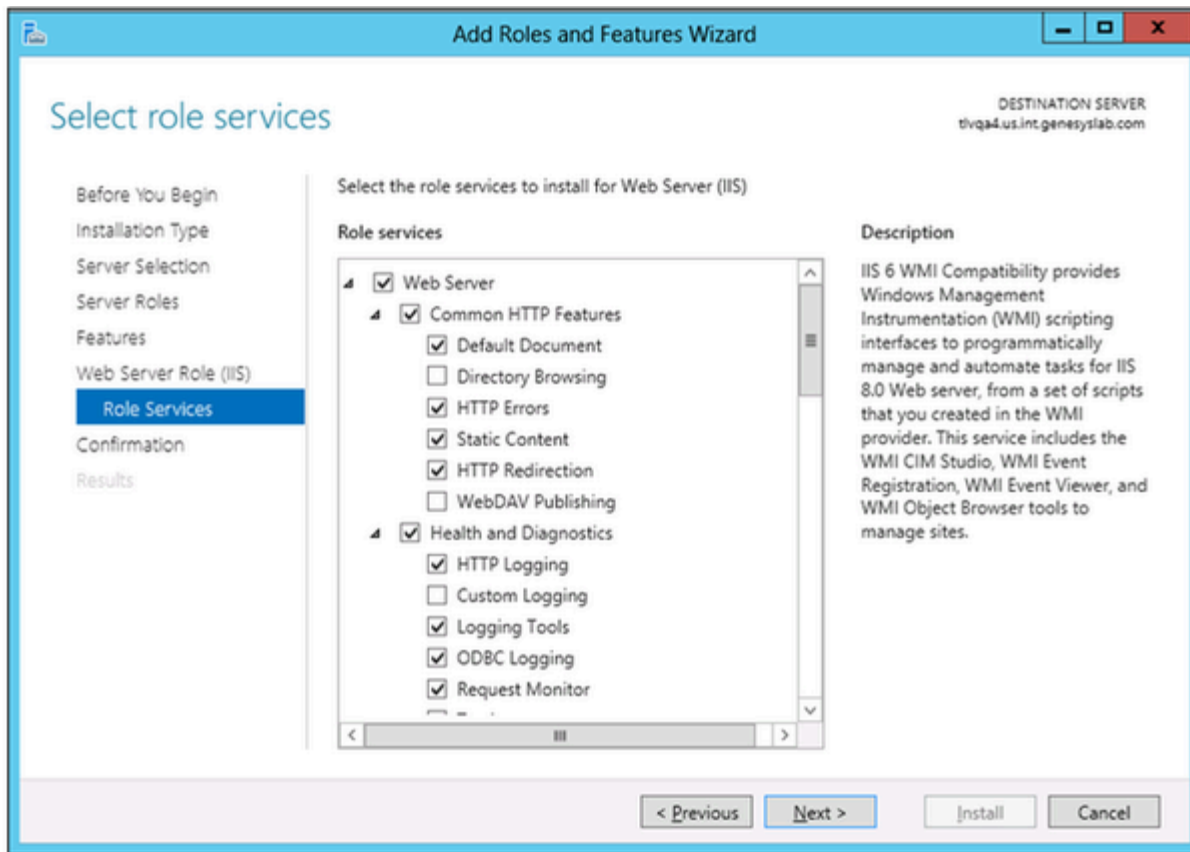 Add Roles and Features Wizard
Select role services
DESTINATION SERVER
tlvqa4.us.int.genesyslab.com
Before You Begin
Installation Type
Server Selection
Server Roles
Features
Web Server Role (IIS)
Role Services
Confirmation
Results
Select the role services to install for Web Server (IIS)
Role services
Web Server
Common HTTP Features
Default Document
Directory Browsing
HTTP Errors
Static Content
HTTP Redirection
WebDAV Publishing
Health and Diagnostics
HTTP Logging
Custom Logging
Logging Tools
ODBC Logging
Request Monitor
Description
IIS 6 WMI Compatibility provides
Windows Management
Instrumentation (WMI) scripting
interfaces to programmatically
manage and automate tasks for IIS
8.0 Web server, from a set of scripts
that you created in the WMI
provider. This service includes the
WMI CIM Studio, WMI Event
Registration, WMI Event Viewer, and
WMI Object Browser tools to
manage sites.
< Previous
Next >
Install
Cancel